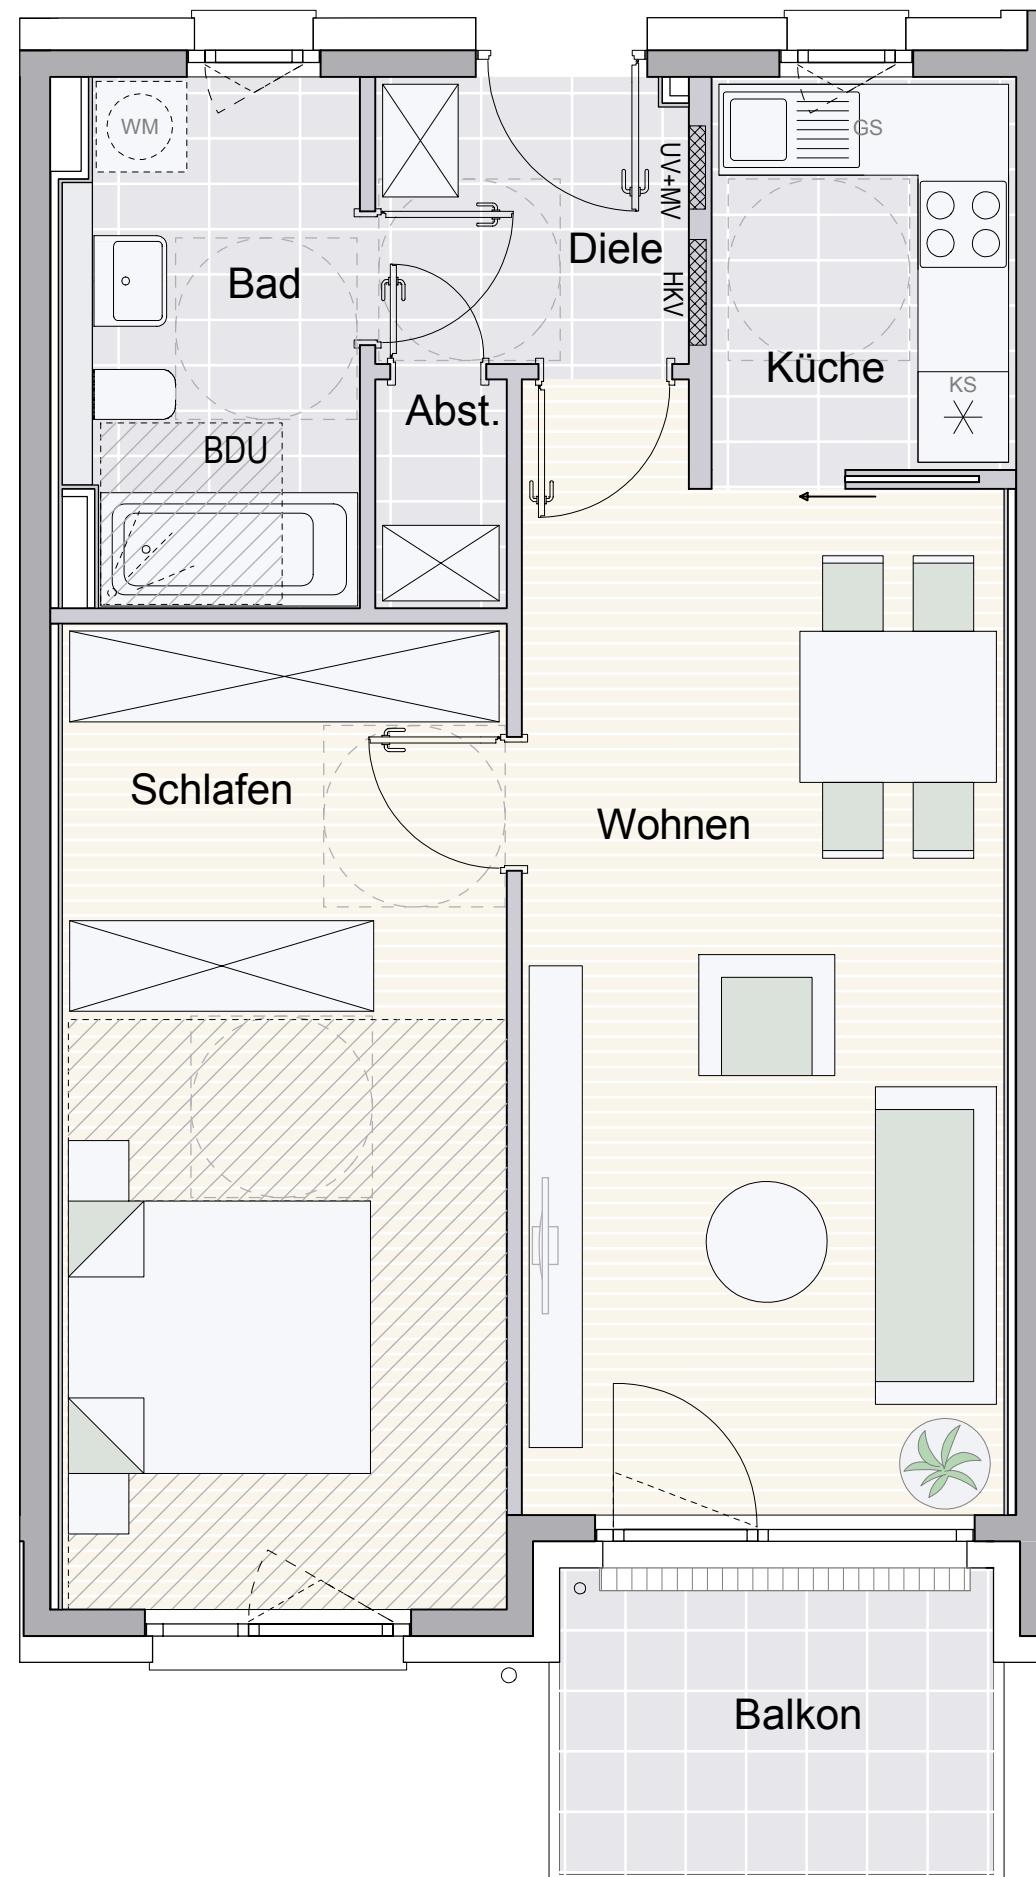 WM
GS
UV+MV
Diele
Bad
HKV
Küche
KS
Abst.
BDU
Schlafen
Wohnen
Balkon